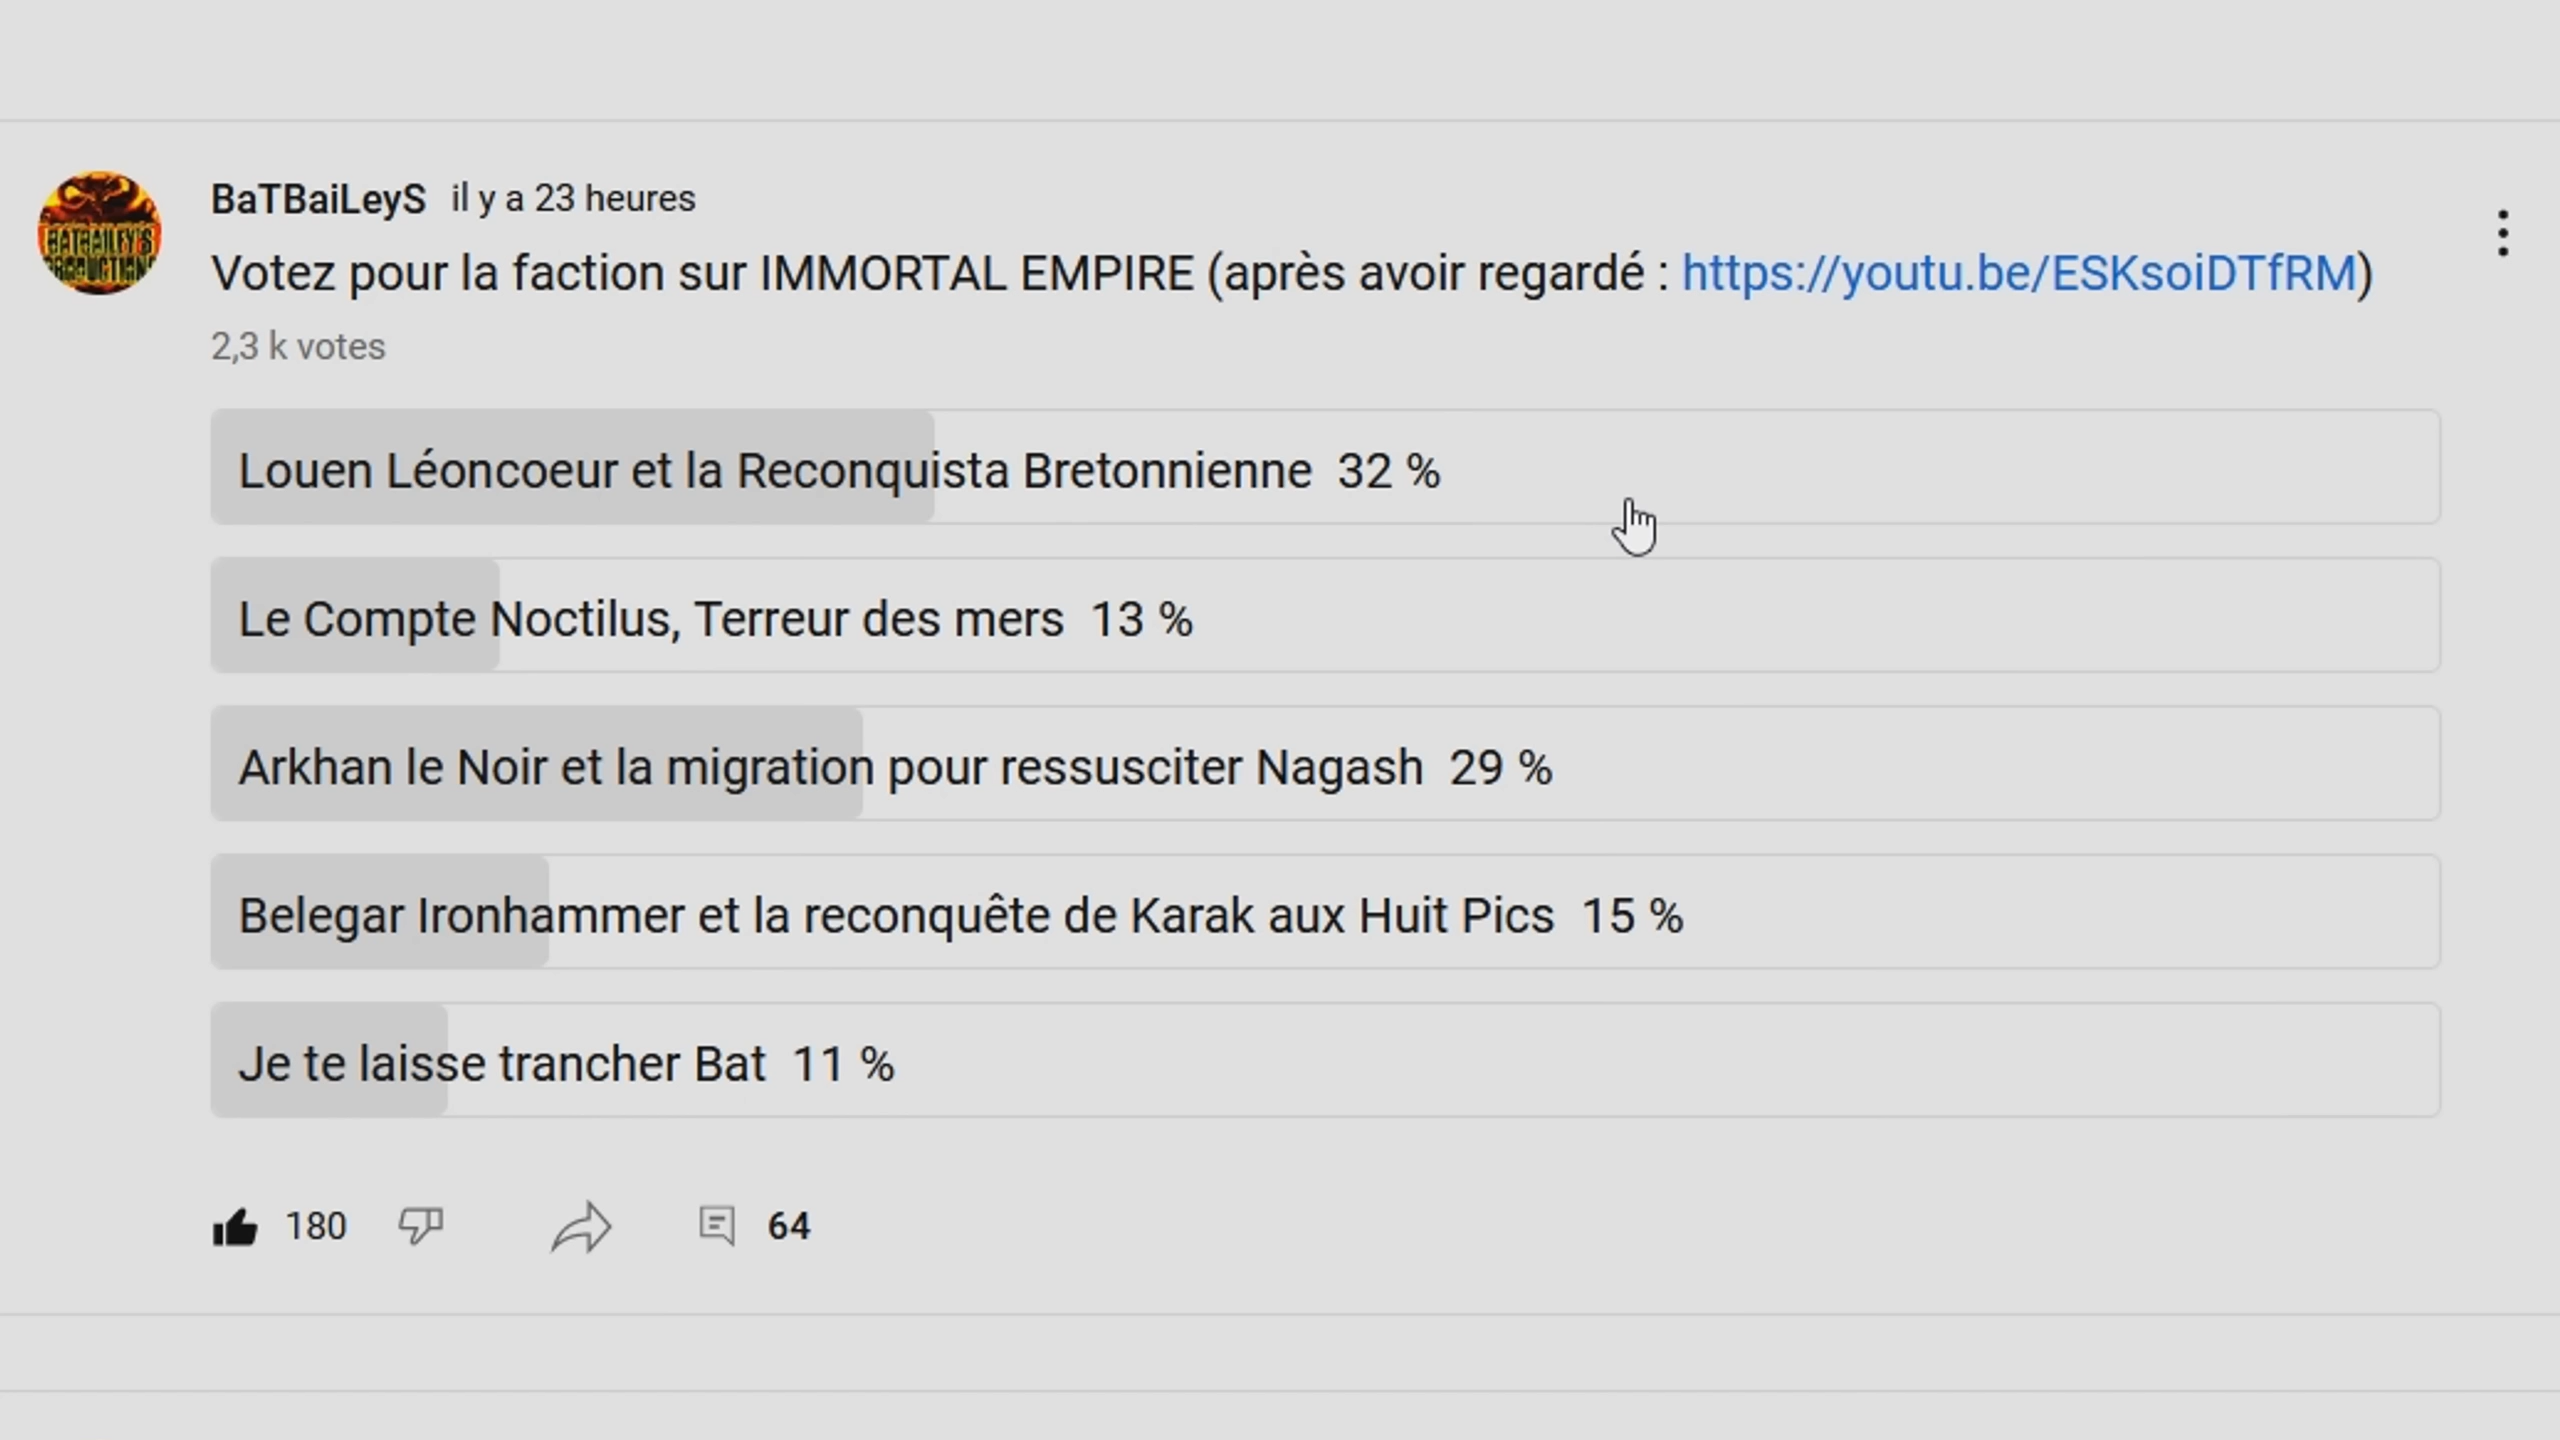 BaTBaiLeyS il y a 23 heures
Votez pour la faction sur IMMORTAL EMPIRE (après avoir regardé : https://youtu.be/ESKsoiDTfRM)
2,3 k votes
Louen Léoncoeur et la Reconquista Bretonnienne 32 %
Le Compte Noctilus, Terreur des mers 13 %
Arkhan le Noir et la migration pour ressusciter Nagash 29 %
Belegar Ironhammer et la reconquête de Karak aux Huit Pics 15 %
Je te laisse trancher Bat 11 %
180 64
BATBAILEY'S
PRODUCTIONS